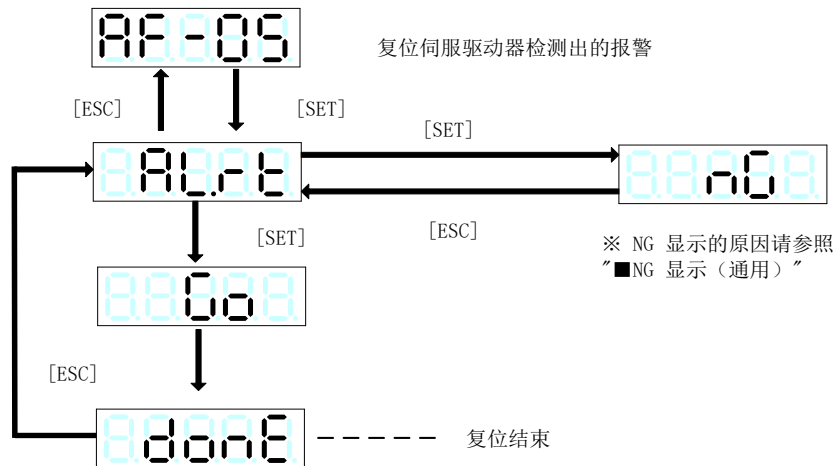 AF-05
复位伺服驱动器检测出的报警
[ESC]
[SET]
[SET]
AL.rt
nG
[ESC]
[SET]
※ NG 显示的原因请参照
"■NG 显示（通用）"
Go
[ESC]
donE
复位结束